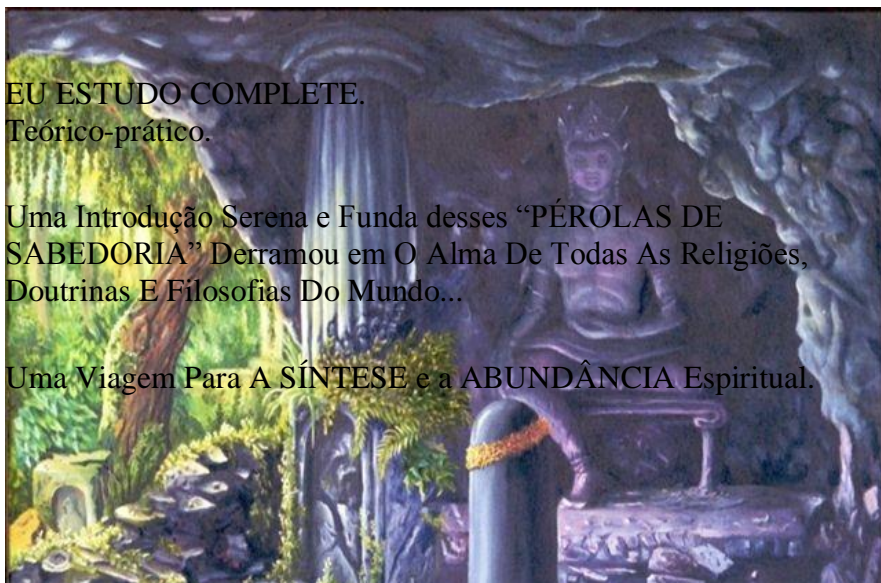 EU ESTUDO COMPLETE.
Teórico-prático.
Uma Introdução Serena e Funda desses “PÉROLAS DE
SABEDORIA” Derramou em O Alma De Todas As Religiões,
Doutrinas E Filosofias Do Mundo...
Uma Viagem Para A SÍNTESE e a ABUNDÂNCIA Espiritual.